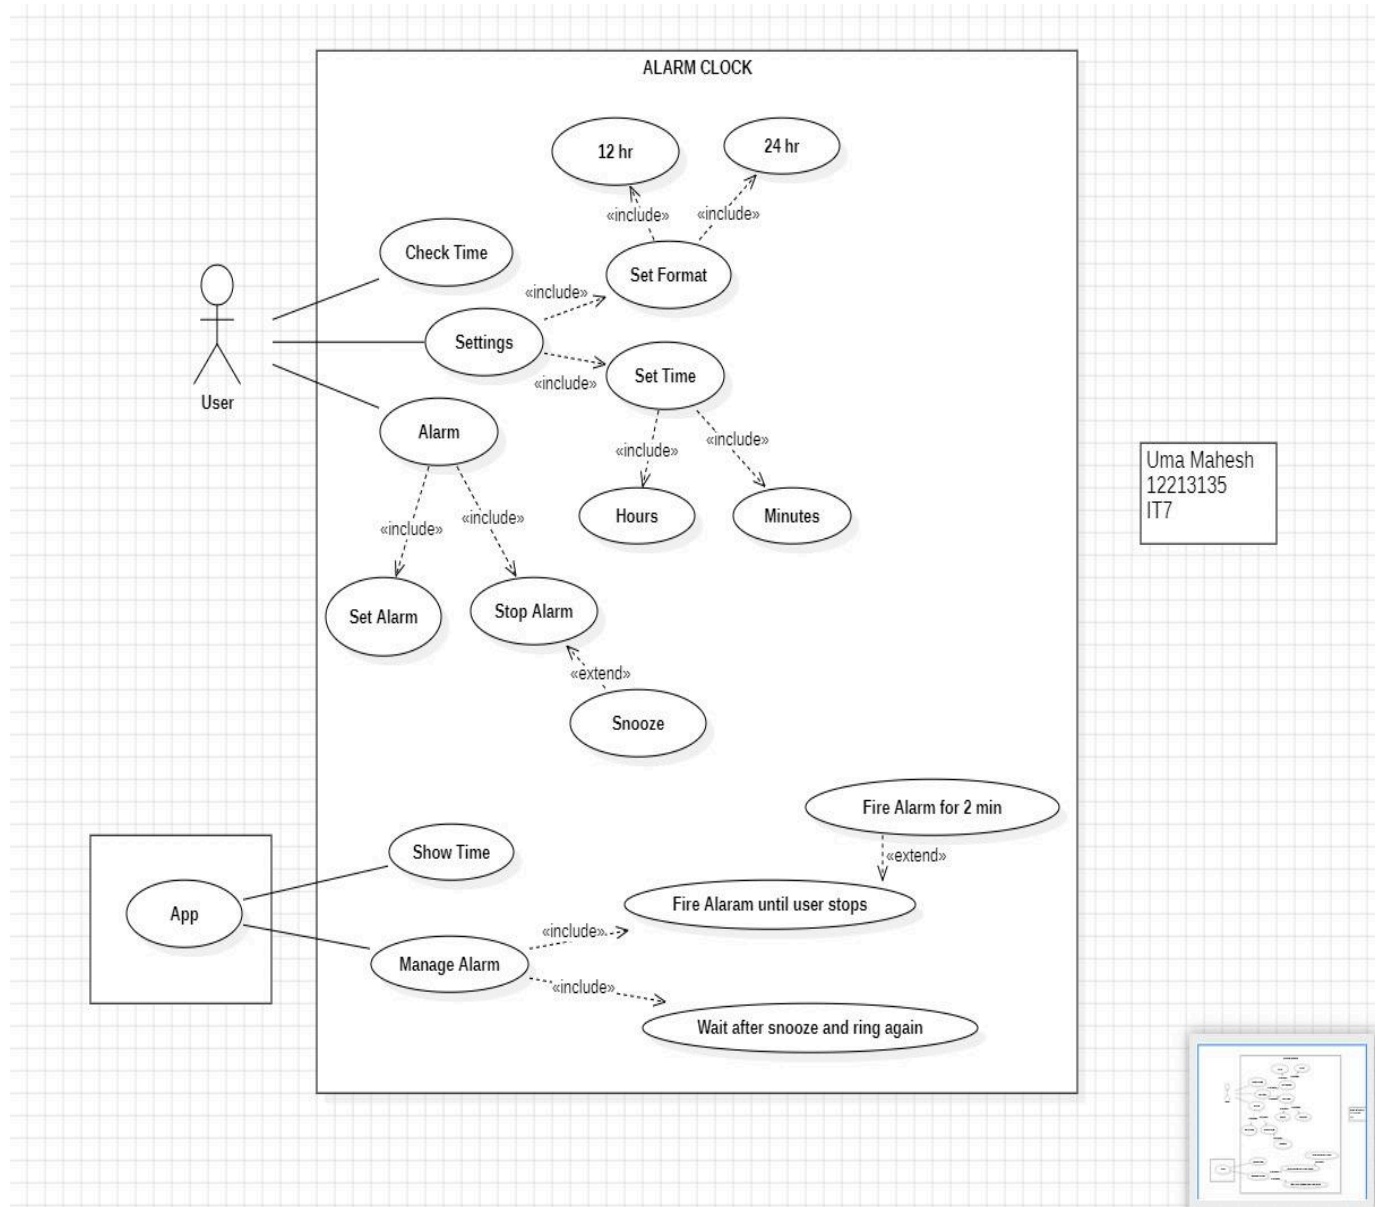 ALARM CLOCK
12 hr
24 hr
«include»
«include»
Check Time
Set Format
«include»
Settings
Set Time
«include»
User
Alarm
«include»
«include»
Uma Mahesh
12213135
IT7
Hours
Minutes
«include»
«include»
Set Alarm
Stop Alarm
«extend»
Snooze
Fire Alarm for 2 min
Show Time
«extend»
App
Fire Alaram until user stops
«include»
Manage Alarm
«include»
Wait after snooze and ring again